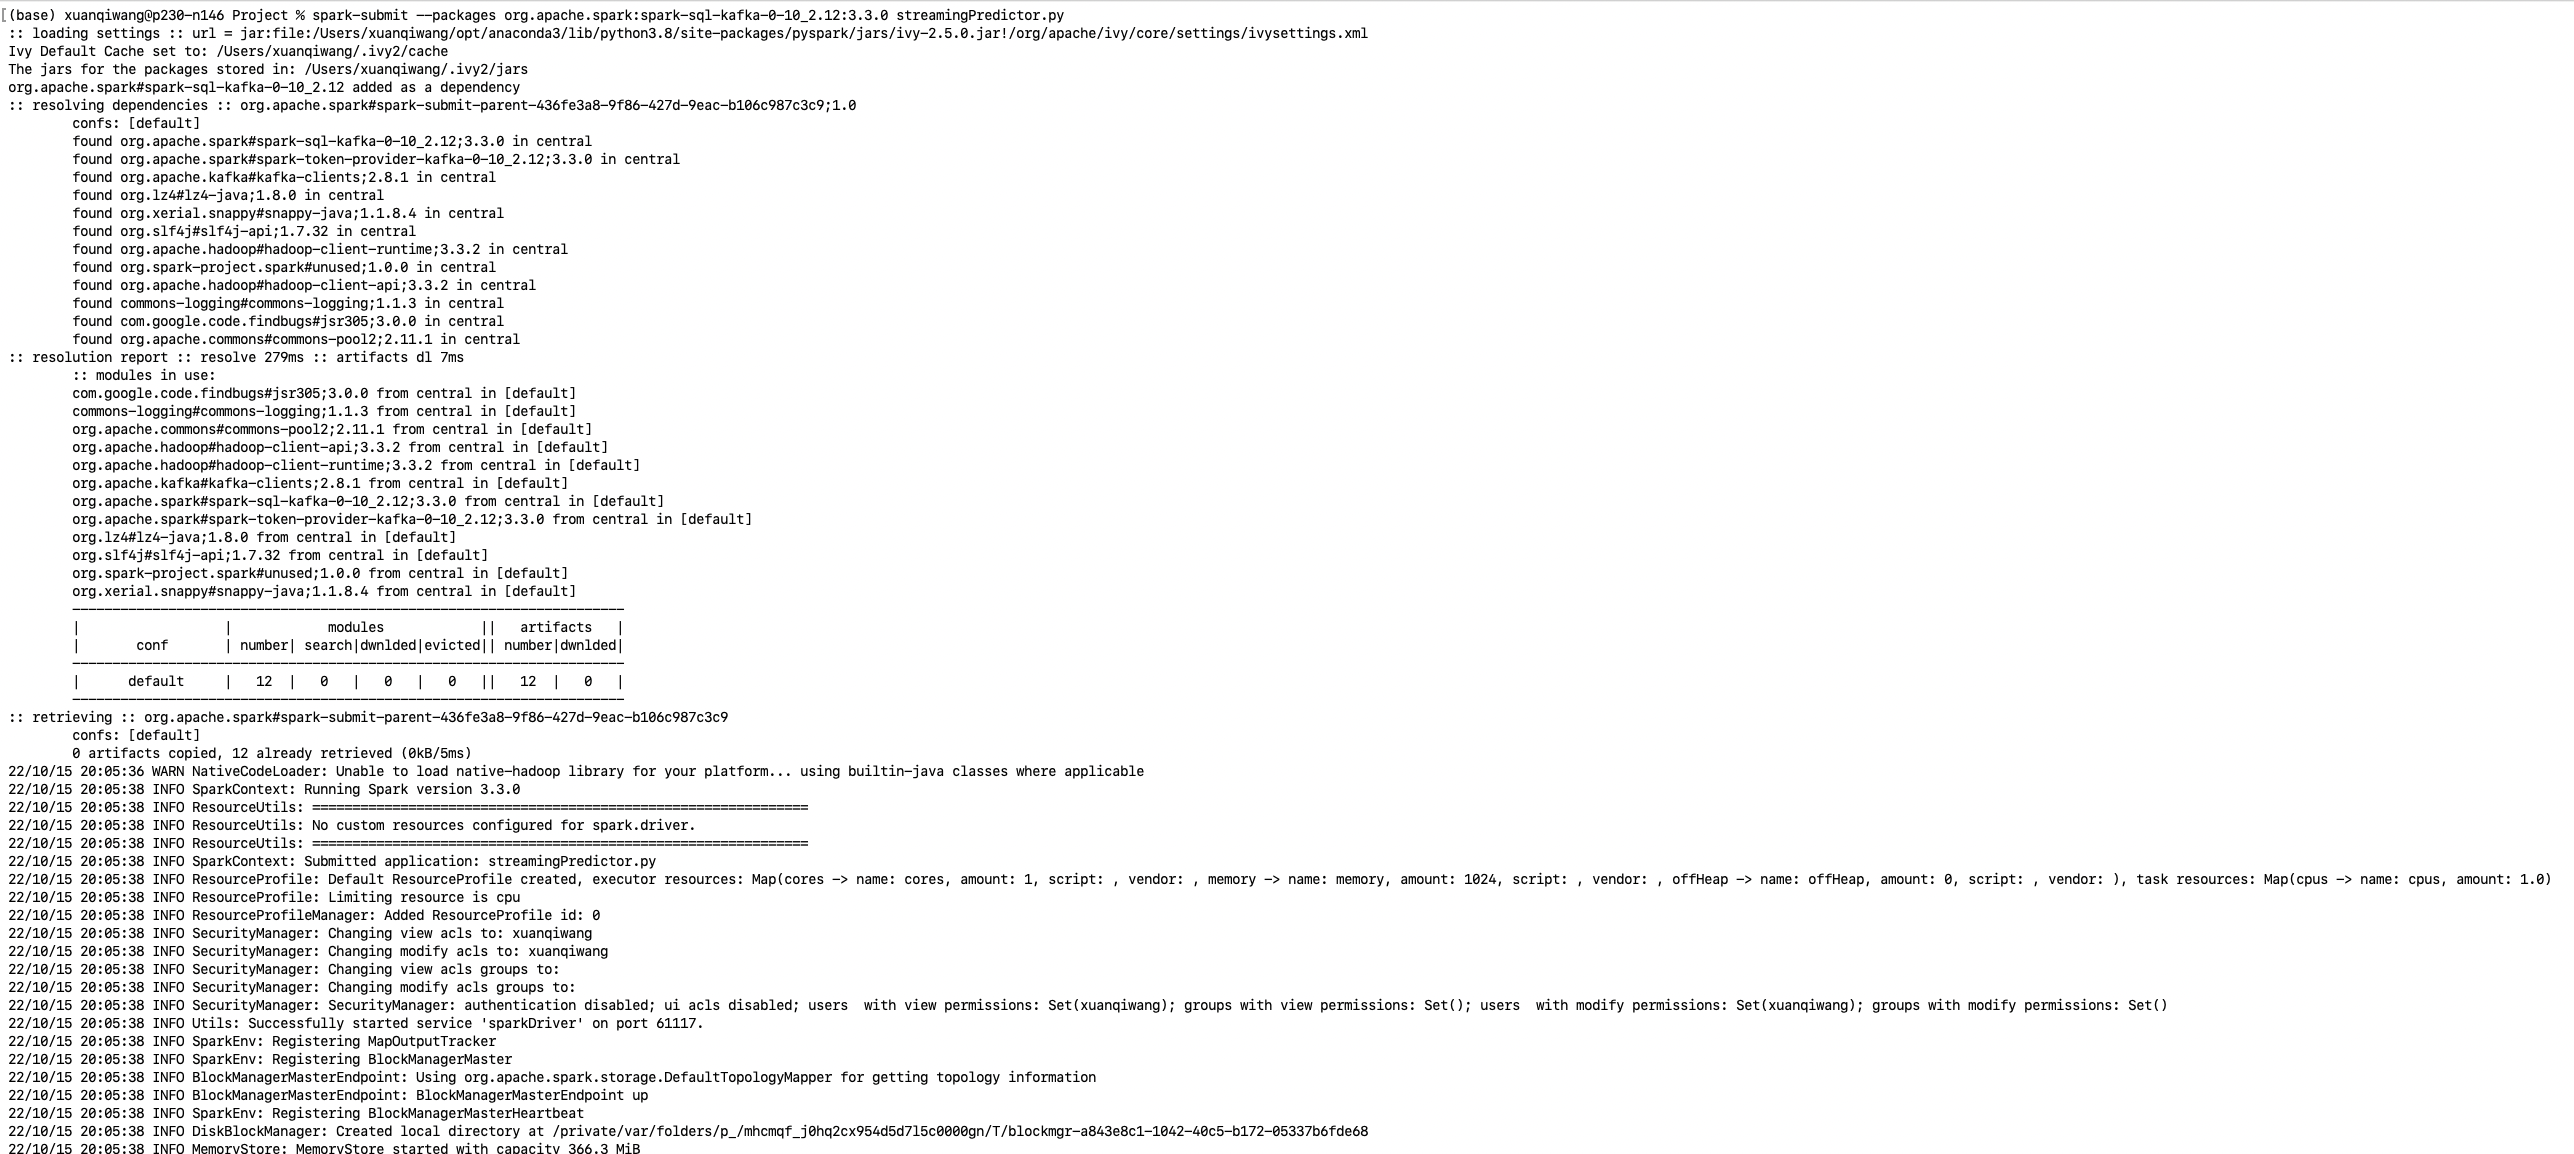 (base) xuanqiwang@p230-n146 Project % spark-submit --packages org.apache.spark:spark-sql-kafka-0-10_2.12:3.3.0 streamingPredictor.py
:: loading settings :: url = jar:file:/Users/xuanqiwang/opt/anaconda3/lib/python3.8/site-packages/pyspark/jars/ivy-2.5.0.jar!/org/apache/ivy/core/settings/ivysettings.xml
Ivy Default Cache set to: /Users/xuanqiwang/.ivy2/cache
The jars for the packages stored in: /Users/xuanqiwang/.ivy2/jars
org.apache.spark#spark-sql-kafka-0-10_2.12 added as a dependency
:: resolving dependencies :: org.apache.spark#spark-submit-parent-436fe3a8-9f86-427d-9eac-b106c987c3c9;1.0
confs: [default]
found org.apache.spark#spark-sql-kafka-0-10_2.12;3.3.0 in central
found org.apache.spark#spark-token-provider-kafka-0-10_2.12;3.3.0 in central
found org.apache.kafka#kafka-clients;2.8.1 in central
found org.lz4#lz4-java;1.8.0 in central
found org.xerial.snappy#snappy-java;1.1.8.4 in central
found org.slf4j#slf4j-api;1.7.32 in central
found org.apache.hadoop#hadoop-client-runtime;3.3.2 in central
found org.spark-project.spark#unused;1.0.0 in central
found org.apache.hadoop#hadoop-client-api;3.3.2 in central
found commons-logging#commons-logging;1.1.3 in central
found com.google.code.findbugs#jsr305;3.0.0 in central
found org.apache.commons#commons-pool2;2.11.1 in central
:: resolution report :: resolve 279ms :: artifacts dl 7ms
:: modules in use:
com.google.code.findbugs#jsr305;3.0.0 from central in [default]
commons-logging#commons-logging;1.1.3 from central in [default]
org.apache.commons#commons-pool2;2.11.1 from central in [default]
org.apache.hadoop#hadoop-client-api;3.3.2 from central in [default]
org.apache.hadoop#hadoop-client-runtime;3.3.2 from central in [default]
org.apache.kafka#kafka-clients;2.8.1 from central in [default]
org.apache.spark#spark-sql-kafka-0-10_2.12;3.3.0 from central in [default]
org.apache.spark#spark-token-provider-kafka-0-10_2.12;3.3.0 from central in [default]
org.lz4#lz4-java;1.8.0 from central in [default]
org.slf4j#slf4j-api;1.7.32 from central in [default]
org.spark-project.spark#unused;1.0.0 from central in [default]
org.xerial.snappy#snappy-java;1.1.8.4 from central in [default]
---------------------------------------------------------------------
|                  |            modules            ||   artifacts   |
|       conf       | number| search|dwnlded|evicted|| number|dwnlded|
---------------------------------------------------------------------
|      default     |   12  |   0   |   0   |   0   ||   12  |   0   |
---------------------------------------------------------------------
:: retrieving :: org.apache.spark#spark-submit-parent-436fe3a8-9f86-427d-9eac-b106c987c3c9
confs: [default]
0 artifacts copied, 12 already retrieved (0kB/5ms)
22/10/15 20:05:36 WARN NativeCodeLoader: Unable to load native-hadoop library for your platform... using builtin-java classes where applicable
22/10/15 20:05:38 INFO SparkContext: Running Spark version 3.3.0
22/10/15 20:05:38 INFO ResourceUtils: ==============================================================
22/10/15 20:05:38 INFO ResourceUtils: No custom resources configured for spark.driver.
22/10/15 20:05:38 INFO ResourceUtils: ==============================================================
22/10/15 20:05:38 INFO SparkContext: Submitted application: streamingPredictor.py
22/10/15 20:05:38 INFO ResourceProfile: Default ResourceProfile created, executor resources: Map(cores -> name: cores, amount: 1, script: , vendor: , memory -> name: memory, amount: 1024, script: , vendor: , offHeap -> name: offHeap, amount: 0, script: , vendor: ), task resources: Map(cpus -> name: cpus, amount: 1.0)
22/10/15 20:05:38 INFO ResourceProfile: Limiting resource is cpu
22/10/15 20:05:38 INFO ResourceProfileManager: Added ResourceProfile id: 0
22/10/15 20:05:38 INFO SecurityManager: Changing view acls to: xuanqiwang
22/10/15 20:05:38 INFO SecurityManager: Changing modify acls to: xuanqiwang
22/10/15 20:05:38 INFO SecurityManager: Changing view acls groups to:
22/10/15 20:05:38 INFO SecurityManager: Changing modify acls groups to:
22/10/15 20:05:38 INFO SecurityManager: SecurityManager: authentication disabled; ui acls disabled; users  with view permissions: Set(xuanqiwang); groups with view permissions: Set(); users  with modify permissions: Set(xuanqiwang); groups with modify permissions: Set()
22/10/15 20:05:38 INFO Utils: Successfully started service 'sparkDriver' on port 61117.
22/10/15 20:05:38 INFO SparkEnv: Registering MapOutputTracker
22/10/15 20:05:38 INFO SparkEnv: Registering BlockManagerMaster
22/10/15 20:05:38 INFO BlockManagerMasterEndpoint: Using org.apache.spark.storage.DefaultTopologyMapper for getting topology information
22/10/15 20:05:38 INFO BlockManagerMasterEndpoint: BlockManagerMasterEndpoint up
22/10/15 20:05:38 INFO SparkEnv: Registering BlockManagerMasterHeartbeat
22/10/15 20:05:38 INFO DiskBlockManager: Created local directory at /private/var/folders/p_/mhcmqf_j0hq2cx954d5d7l5c0000gn/T/blockmgr-a843e8c1-1042-40c5-b172-05337b6fde68
22/10/15 20:05:38 INFO MemoryStore: MemoryStore started with capacity 366.3 MiB